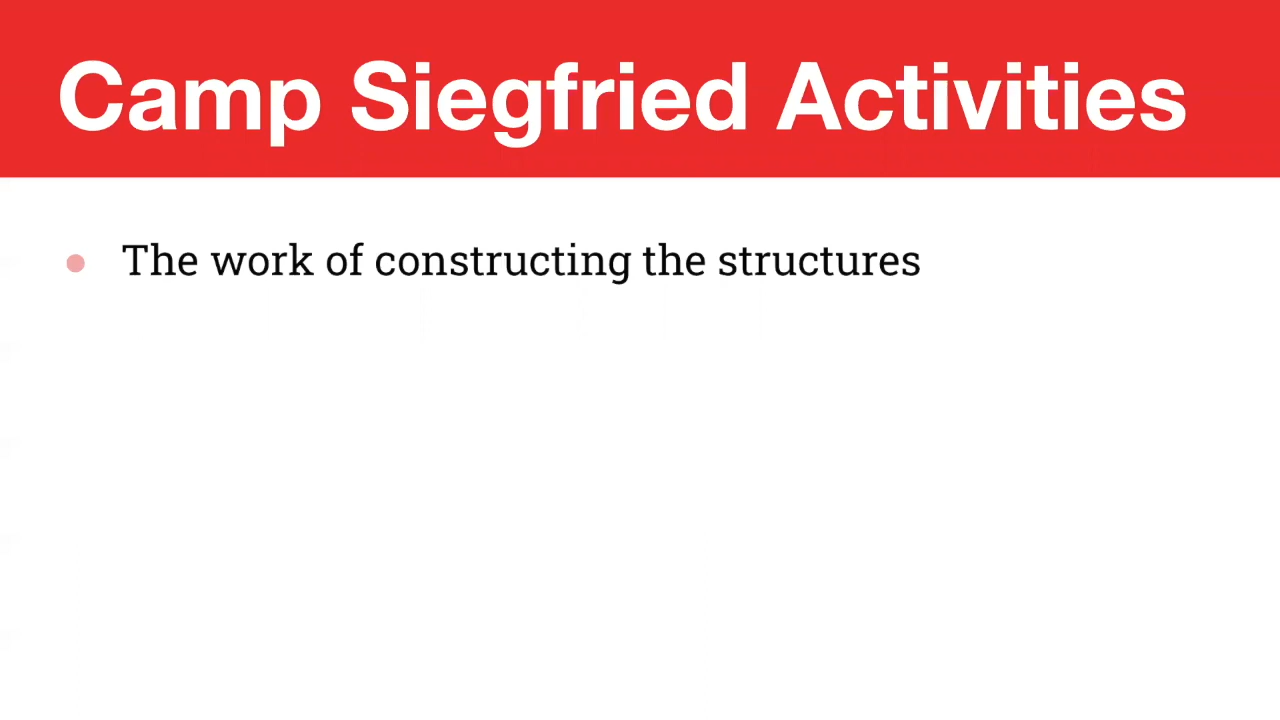 Camp Siegfried Activities
The work of constructing the structures